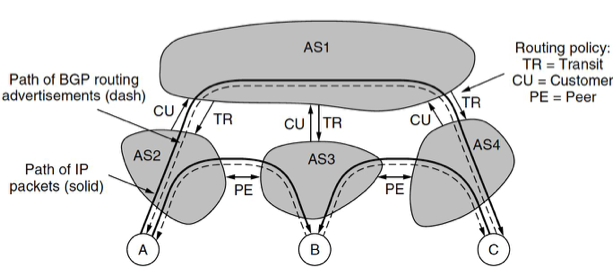 AS1
Routing policy:
TR = Transit
CU = Customer
PE = Peer
Path of BGP routing
advertisements (dash)
CU
TR
CU
TR
CU
TR
AS2
AS3
AS4
Path of IP
packets (solid)
PE
PE
A
B
C